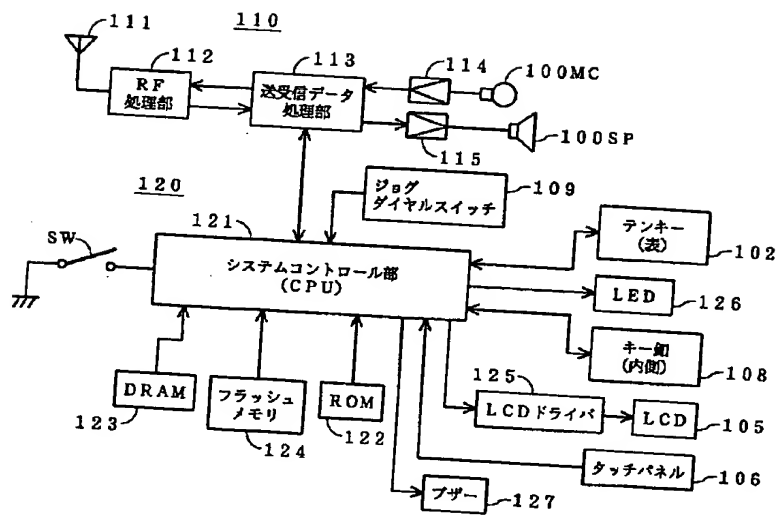 111
110
112
113
114
100MC
RF
処理部
送受信データ
処理部
115
100SP
120
109
ジョグ
ダイヤルスイッチ
SW
121
システムコントロール部
(CPU)
テンキー
(表)
102
LED
126
キー釦
(内側)
108
DRAM
123
フラッシュ
メモリ
124
ROM
122
125
LCDドライバ
LCD
105
タッチパネル
106
ブザー
127